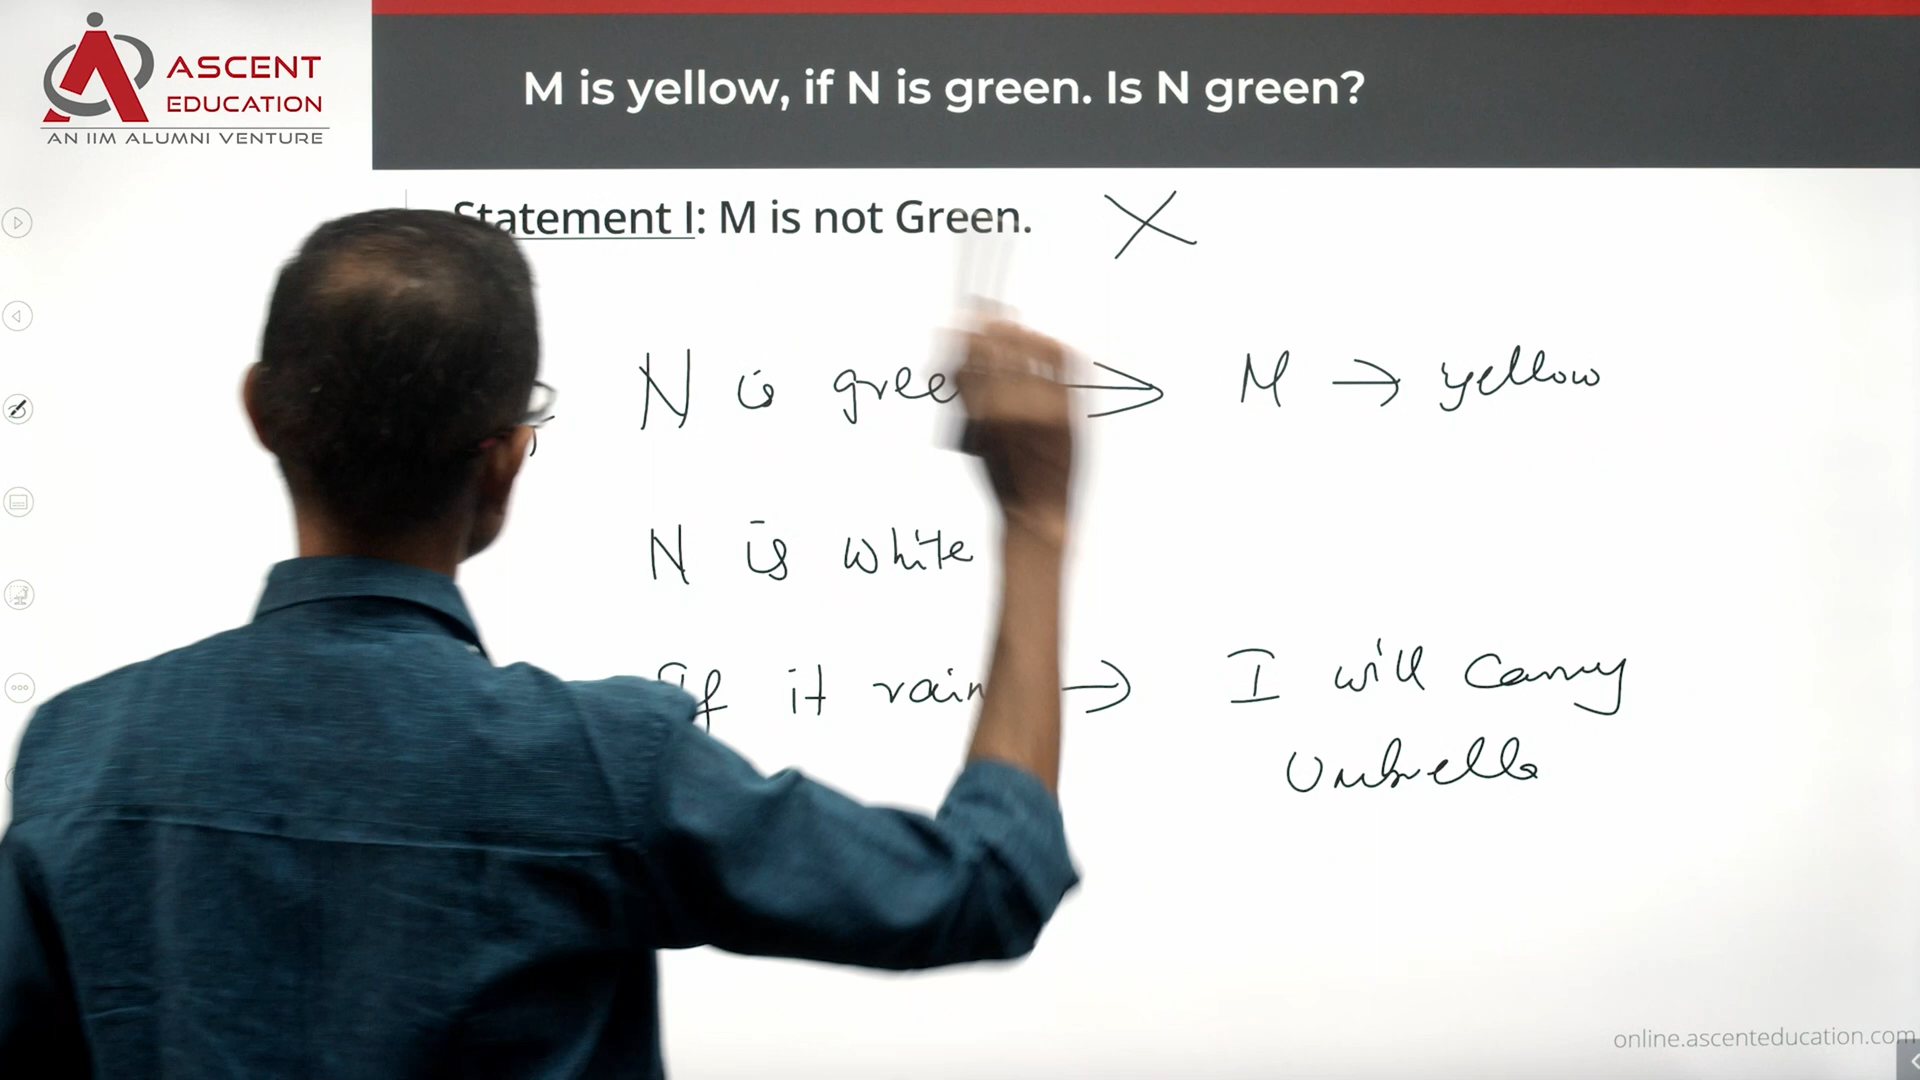 ASCENT
EDUCATION
AN IIM ALUMNI VENTURE
M is yellow, if N is green. Is N green?
Statement I: M is not Green.
N is gree M → yellow
N is white
If it rain → I will carry
Umbrella
online.ascenteducation.com